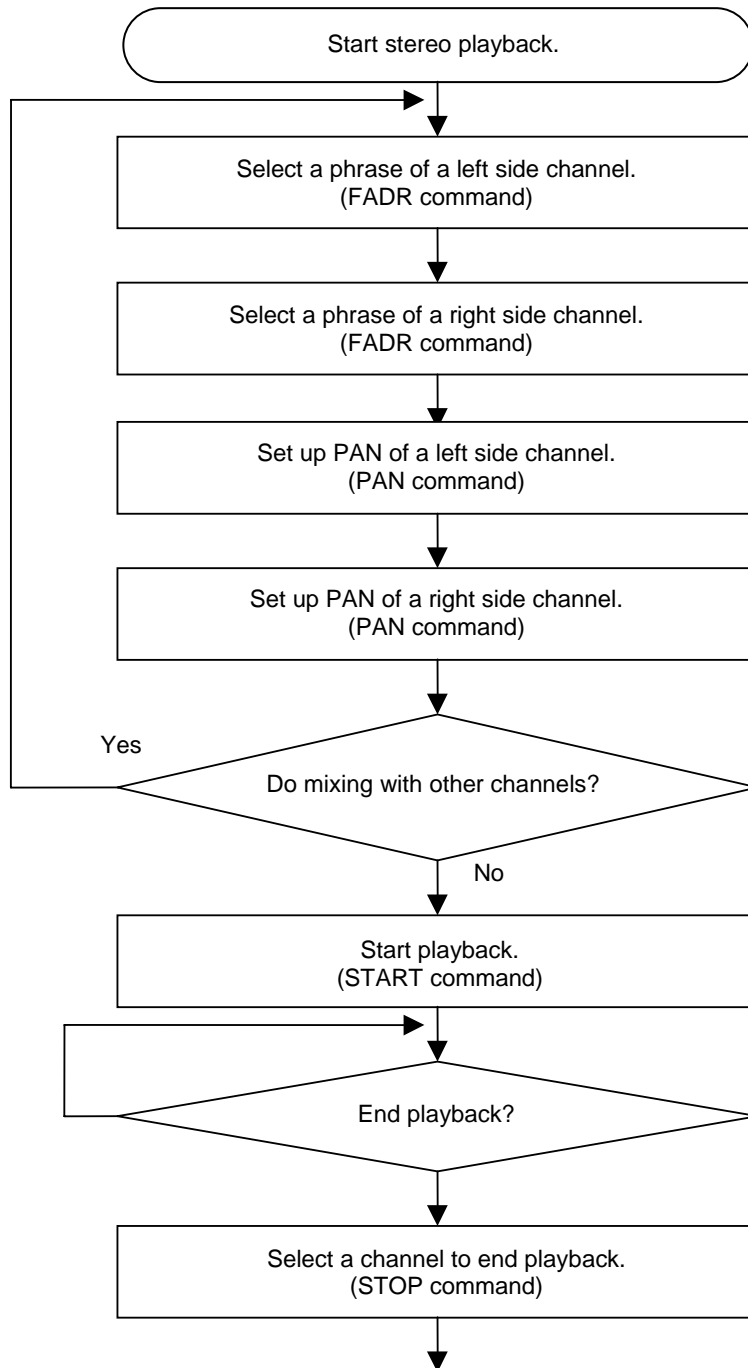 Start stereo playback.
Select a phrase of a left side channel.
(FADR command)
Select a phrase of a right side channel.
(FADR command)
Set up PAN of a left side channel.
(PAN command)
Set up PAN of a right side channel.
(PAN command)
Yes
Do mixing with other channels?
No
Start playback.
(START command)
End playback?
Select a channel to end playback.
(STOP command)